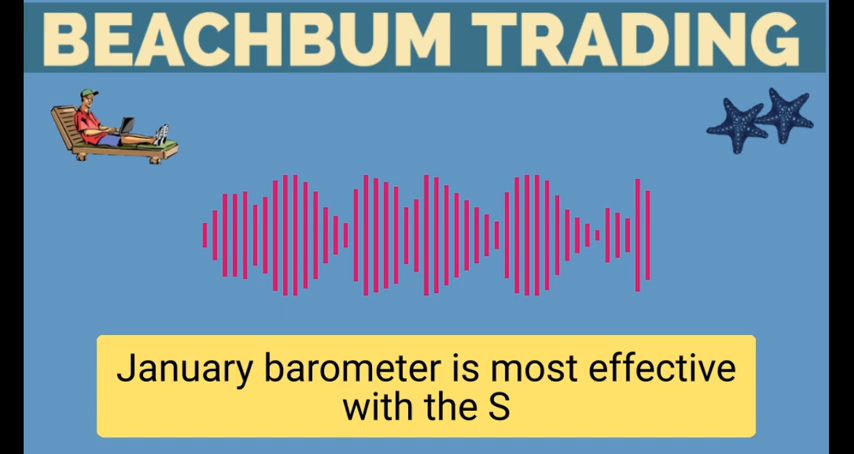 BEACHBUM TRADING
January barometer is most effective
with the S